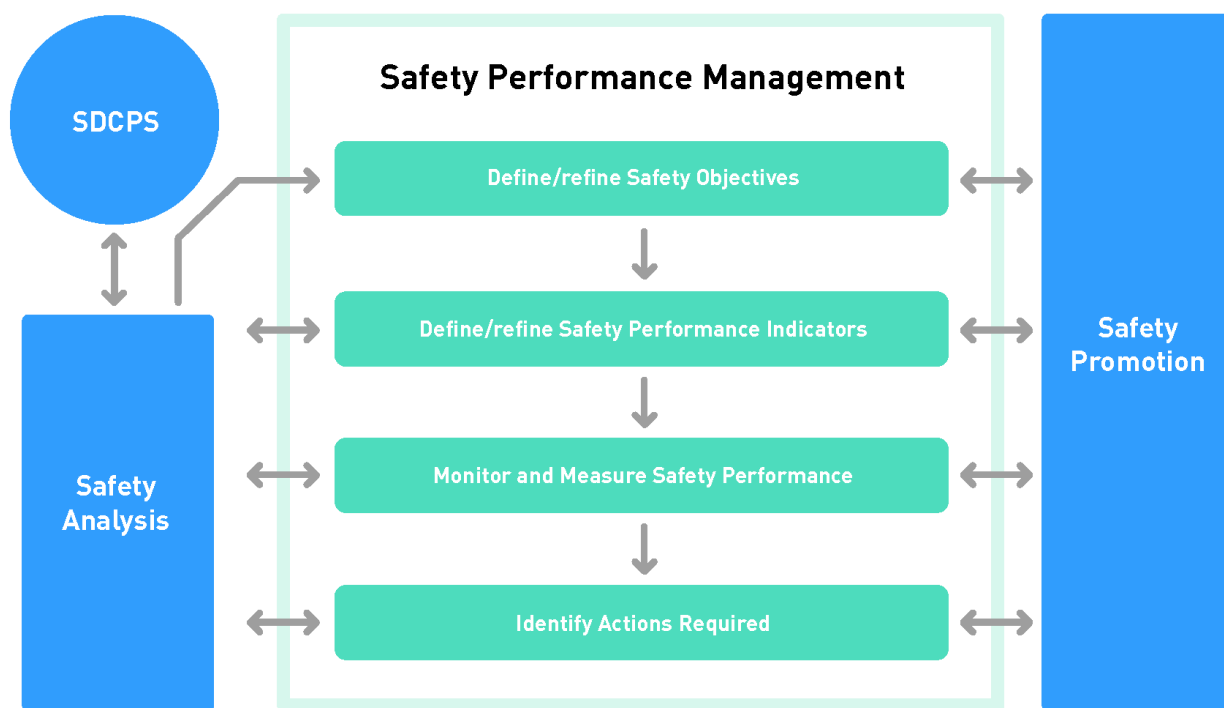 Safety Performance Management
SDCPS
Define/refine Safety Objectives
Define/refine Safety Performance Indicators
Safety
Promotion
Monitor and Measure Safety Performance
Safety
Analysis
Identify Actions Required